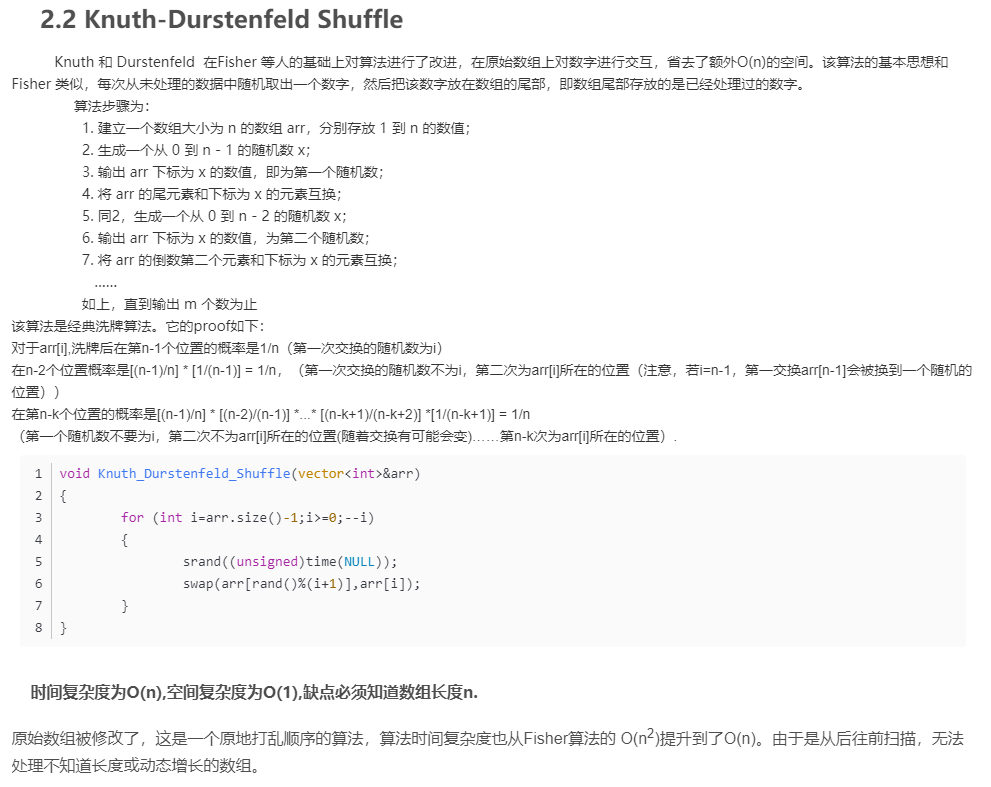 2.2 Knuth-Durstenfeld Shuffle
Knuth 和 Durstenfeld 在Fisher 等人的基础上对算法进行了改进，在原始数组上对数字进行交互，省去了额外O(n)的空间。该算法的基本思想和
Fisher 类似，每次从未处理的数据中随机取出一个数字，然后把该数字放在数组的尾部，即数组尾部存放的是已经处理过的数字。
算法步骤为：
1. 建立一个数组大小为 n 的数组 arr，分别存放 1 到 n 的数值；
2. 生成一个从 0 到 n - 1 的随机数 x；
3. 输出 arr 下标为 x 的数值，即为第一个随机数；
4. 将 arr 的尾元素和下标为 x 的元素互换；
5. 同2，生成一个从 0 到 n - 2 的随机数 x；
6. 输出 arr 下标为 x 的数值，为第二个随机数；
7. 将 arr 的倒数第二个元素和下标为 x 的元素互换；
……
如上，直到输出 m 个数为止
该算法是经典洗牌算法。它的proof如下：
对于arr[i],洗牌后在第n-1个位置的概率是1/n（第一次交换的随机数为i）
在n-2个位置概率是[(n-1)/n] * [1/(n-1)] = 1/n，（第一次交换的随机数不为i，第二次为arr[i]所在的位置（注意，若i=n-1，第一交换arr[n-1]会被换到一个随机的
位置））
在第n-k个位置的概率是[(n-1)/n] * [(n-2)/(n-1)] *...* [(n-k+1)/(n-k+2)] *[1/(n-k+1)] = 1/n
（第一个随机数不要为i，第二次不为arr[i]所在的位置(随着交换有可能会变)……第n-k次为arr[i]所在的位置）.
1 void Knuth_Durstenfeld_Shuffle(vector<int>&arr)
2 {
3 for (int i=arr.size()-1;i>=0;--i)
4 {
5 srand((unsigned)time(NULL));
6 swap(arr[rand()%(i+1)],arr[i]);
7 }
8 }
时间复杂度为O(n),空间复杂度为O(1),缺点必须知道数组长度n.
原始数组被修改了，这是一个原地打乱顺序的算法，算法时间复杂度也从Fisher算法的 O(n²)提升到了O(n)。由于是从后往前扫描，无法
处理不知道长度或动态增长的数组。